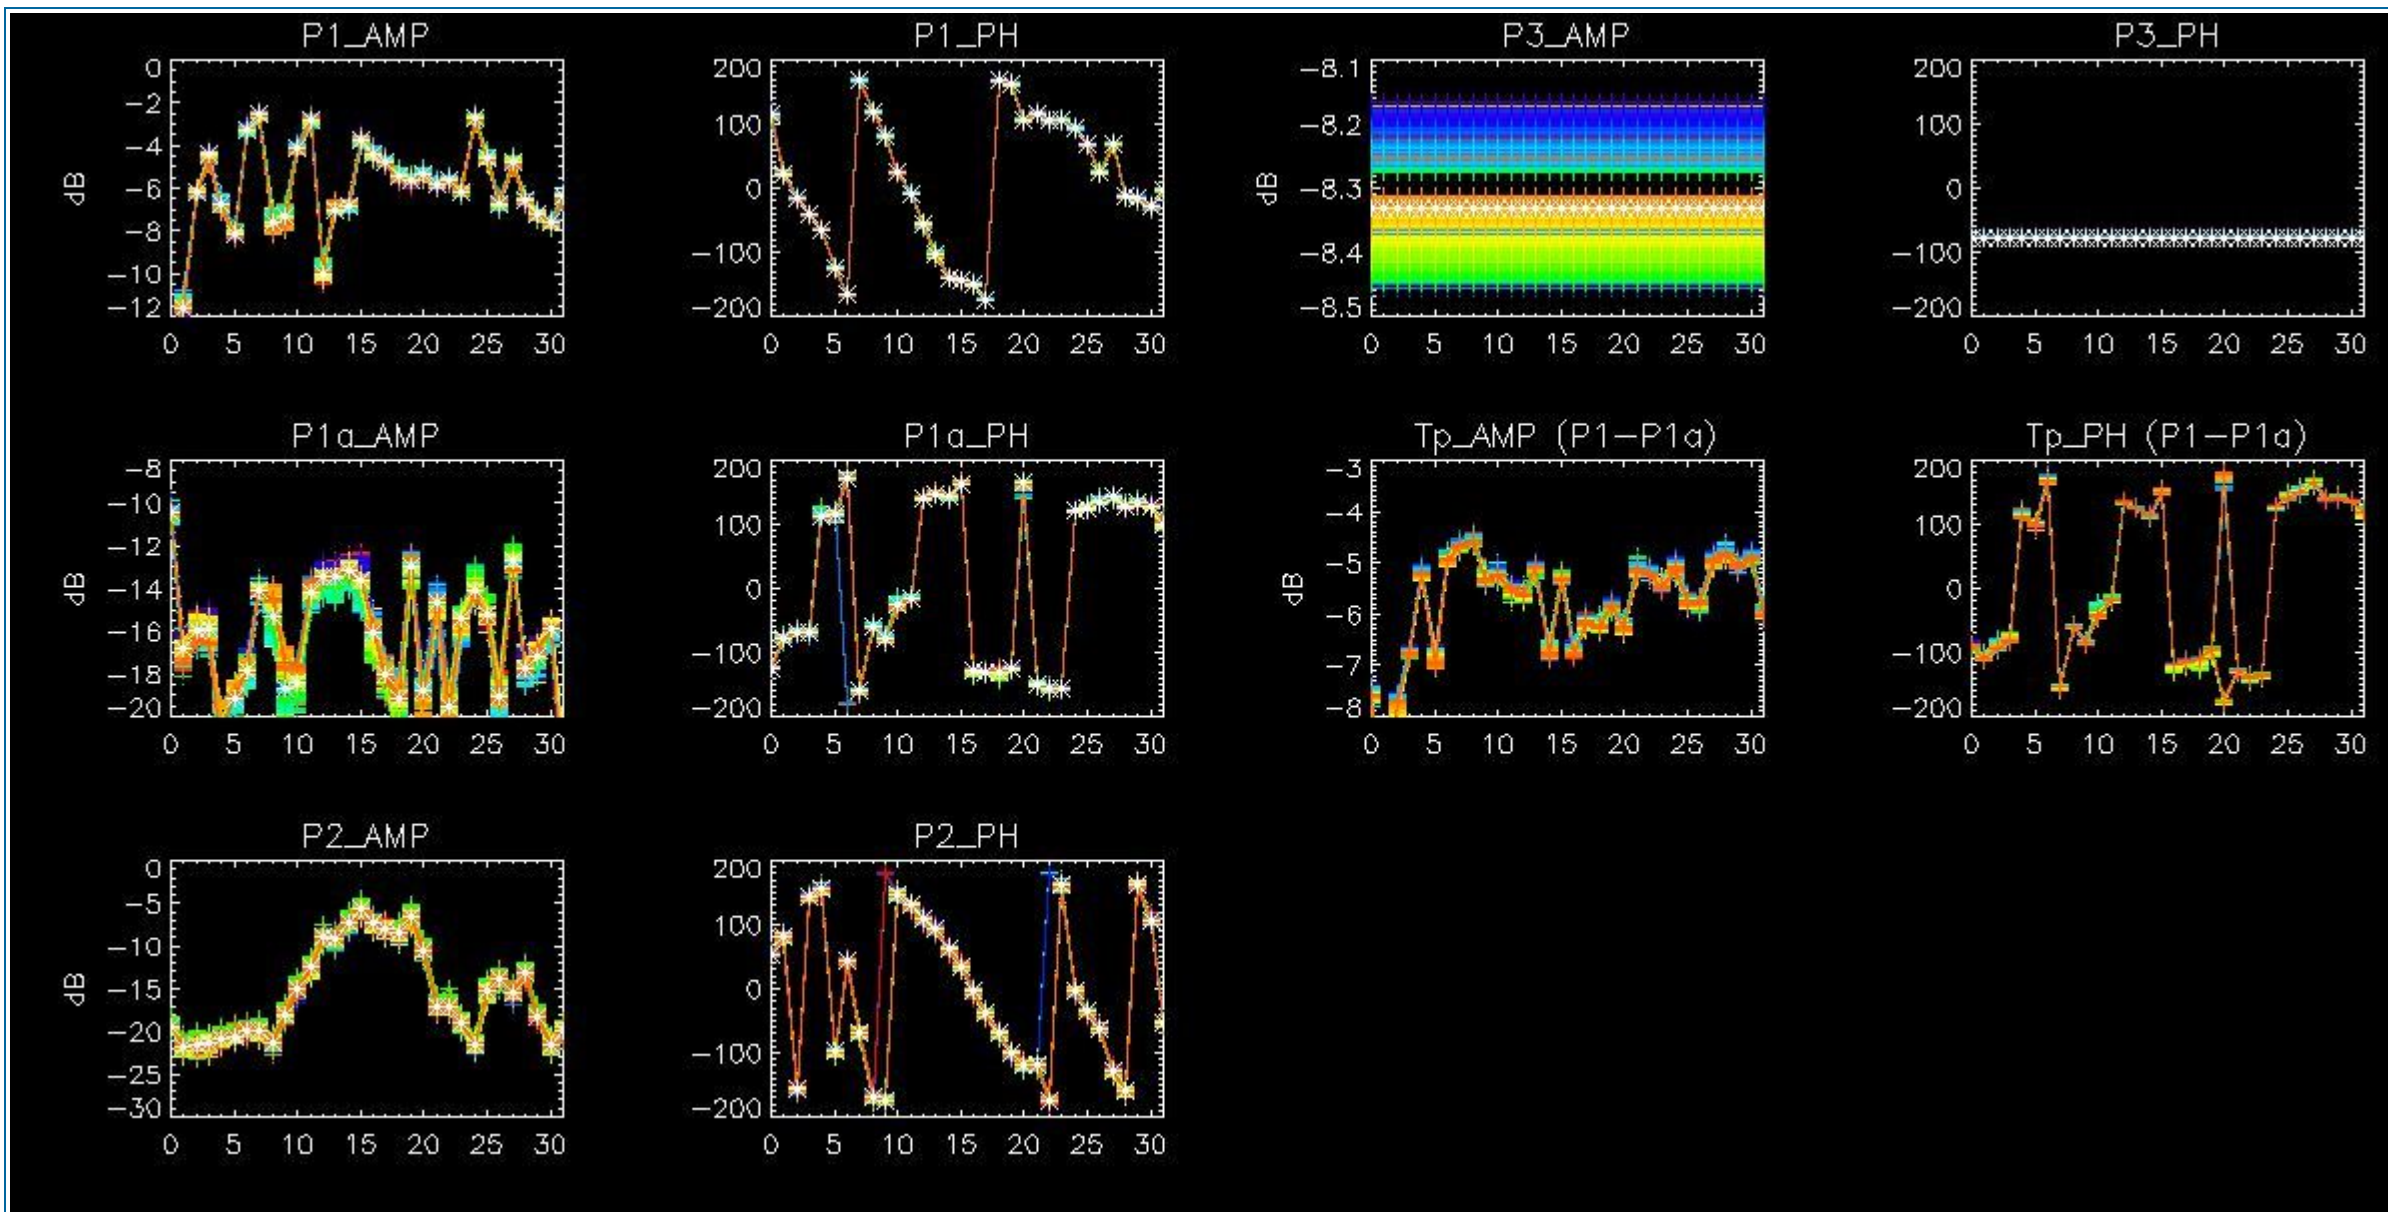 P1_AMP
0
−2
−4
−6
−8
−10
−12
dB
0 5 10 15 20 25 30
P1_PH
200
100
0
−100
−200
0 5 10 15 20 25 30
P3_AMP
−8.1
−8.2
−8.3
−8.4
−8.5
dB
0 5 10 15 20 25 30
P3_PH
200
100
0
−100
−200
0 5 10 15 20 25 30
P1a_AMP
−8
−10
−12
−14
−16
−18
−20
dB
0 5 10 15 20 25 30
P1a_PH
200
100
0
−100
−200
0 5 10 15 20 25 30
Tp_AMP (P1−P1a)
−3
−4
−5
−6
−7
−8
dB
0 5 10 15 20 25 30
Tp_PH (P1−P1a)
200
100
0
−100
−200
0 5 10 15 20 25 30
P2_AMP
0
−5
−10
−15
−20
−25
−30
dB
0 5 10 15 20 25 30
P2_PH
200
100
0
−100
−200
0 5 10 15 20 25 30